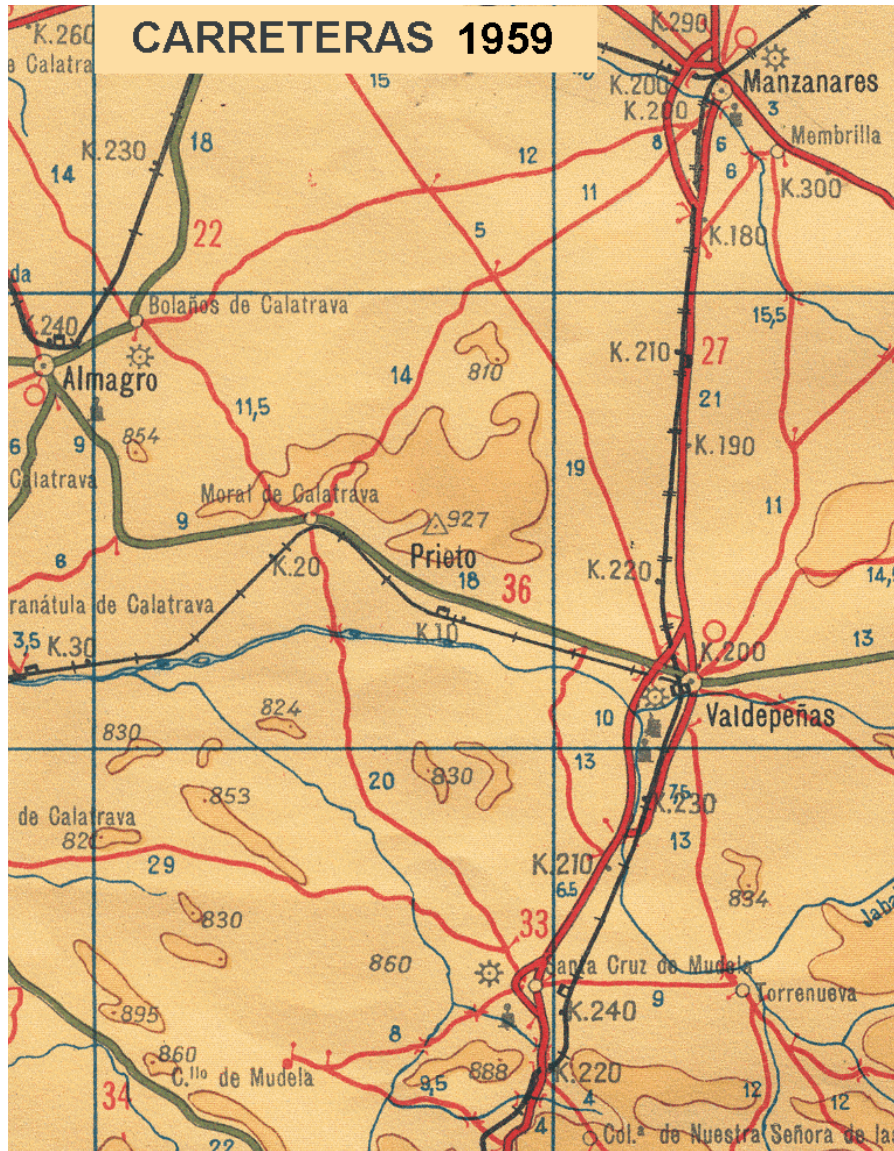 CARRETERAS 1959
K.260
K.290
e Calatra
15
K.200
Manzanares
K.200
3
18
8
6
Membrilla
K.230
14
12
6
11
K.300
22
5
K.180
da
Bolaños de Calatrava
15,5
K.240
K.210
27
Almagro
810
14
21
11,5
9
854
6
K.190
19
Calatrava
Moral de Calatrava
11
9
927
Prieto
K.20
K.220
6
18
36
14,
ranátula de Calatrava
K.10
3,5
K.30
13
K.200
824
10
Valdepeñas
830
13
20
830
7,5
853
K.230
de Calatrava
13
82
29
K.210
6,5
834
830
33
Jaba
860
Santa Cruz de Mudela
9
Torrenueva
895
K.240
8
860
C.llo de Mudela
888
K.220
9,5
34
4
12
12
4
22
Col.a de Nuestra Señora de las